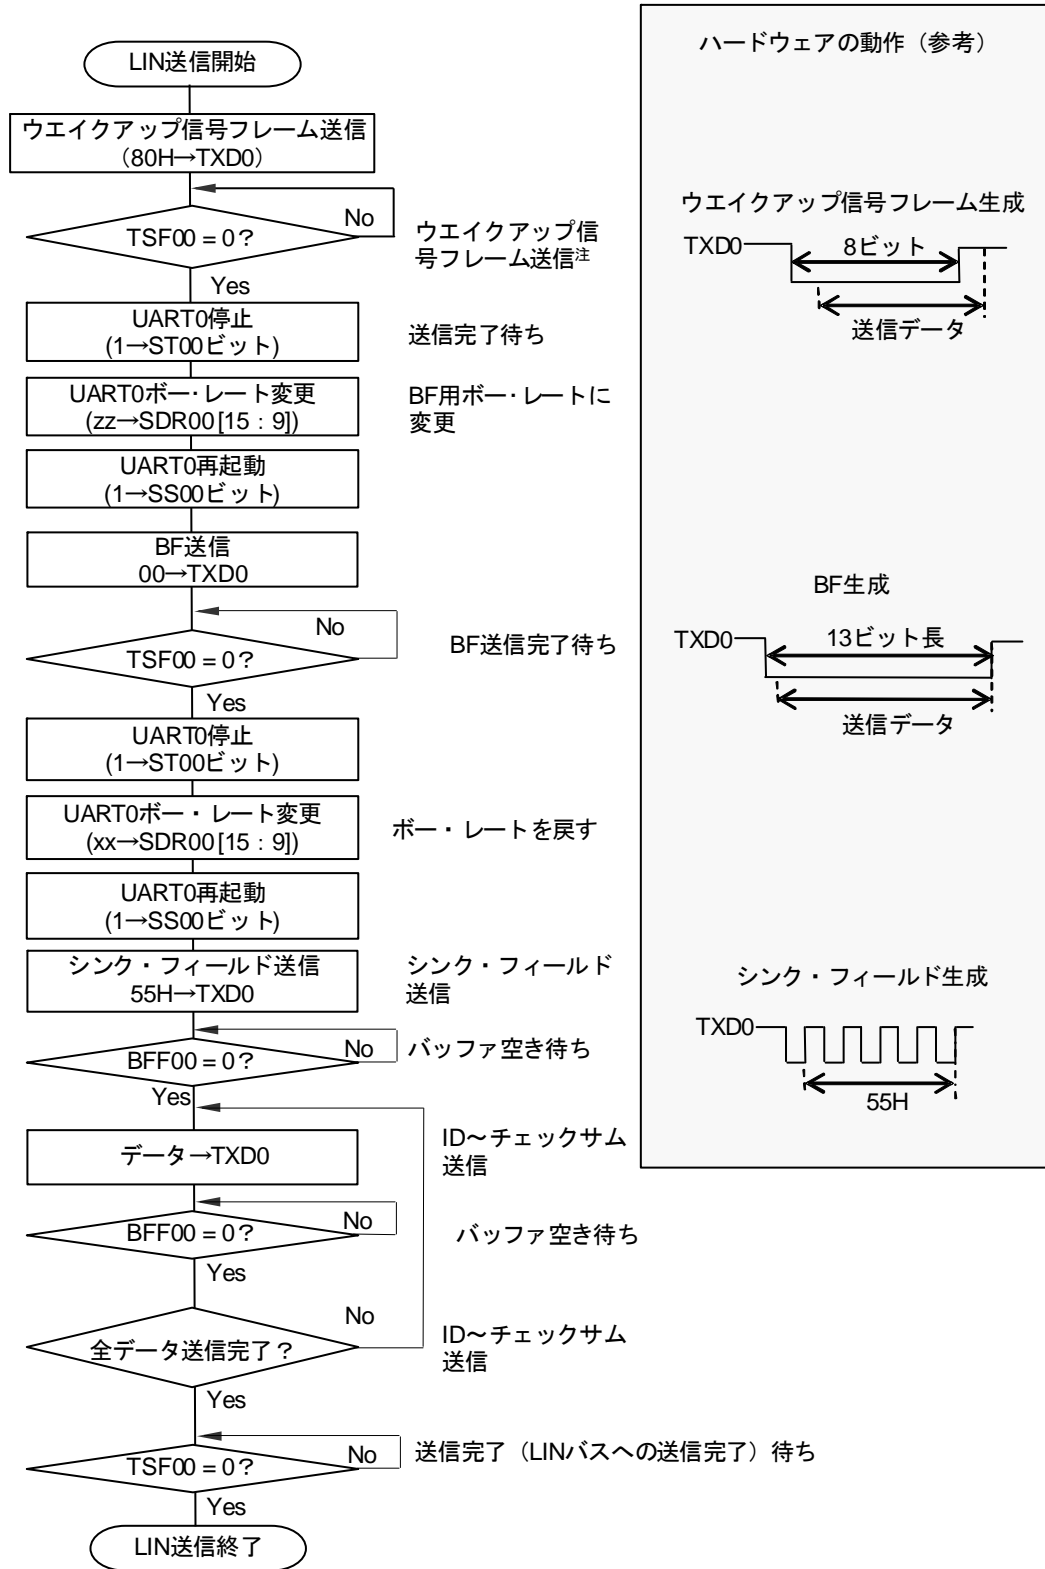 LIN送信開始
ウエイクアップ信号フレーム送信
(80H→TXD0)
TSF00 = 0?
No
Yes
ウエイクアップ信
号フレーム送信注
UART0停止
(1→ST00ビット)
送信完了待ち
UART0ボー・レート変更
(zz→SDR00[15:9])
BF用ボー・レートに
変更
UART0再起動
(1→SS00ビット)
BF送信
00→TXD0
TSF00 = 0?
No
Yes
BF送信完了待ち
UART0停止
(1→ST00ビット)
UART0ボー・レート変更
(xx→SDR00[15:9])
ボー・レートを戻す
UART0再起動
(1→SS00ビット)
シンク・フィールド送信
55H→TXD0
シンク・フィールド
送信
BFF00 = 0?
No
Yes
バッファ空き待ち
データ→TXD0
ID~チェックサム
送信
BFF00 = 0?
No
Yes
バッファ空き待ち
全データ送信完了?
No
Yes
ID~チェックサム
送信
TSF00 = 0?
No
Yes
送信完了(LINバスへの送信完了)待ち
LIN送信終了
ハードウェアの動作(参考)
ウエイクアップ信号フレーム生成
TXD0
8ビット
送信データ
BF生成
TXD0
13ビット長
送信データ
シンク・フィールド生成
TXD0
55H